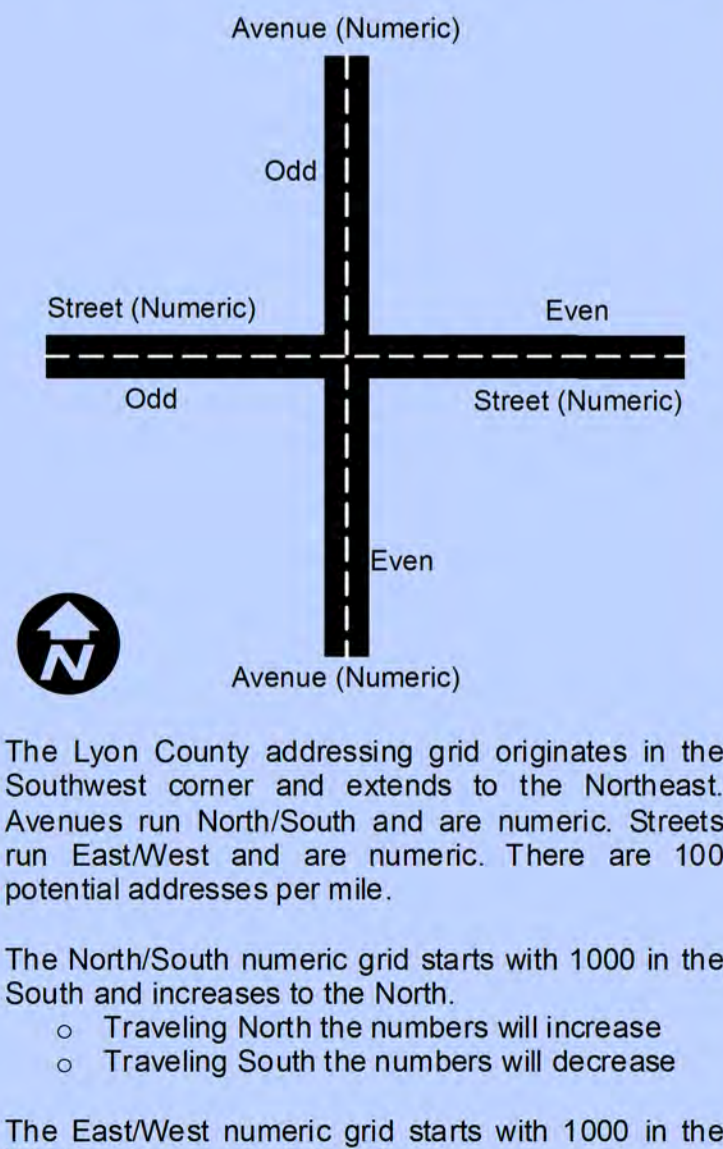 Avenue (Numeric)
Odd
Street (Numeric)
Even
Odd
Street (Numeric)
Even
N
Avenue (Numeric)
The Lyon County addressing grid originates in the
Southwest corner and extends to the Northeast.
Avenues run North/South and are numeric. Streets
run East/West and are numeric. There are 100
potential addresses per mile.
The North/South numeric grid starts with 1000 in the
South and increases to the North.
o Traveling North the numbers will increase
o Traveling South the numbers will decrease
The East/West numeric grid starts with 1000 in the